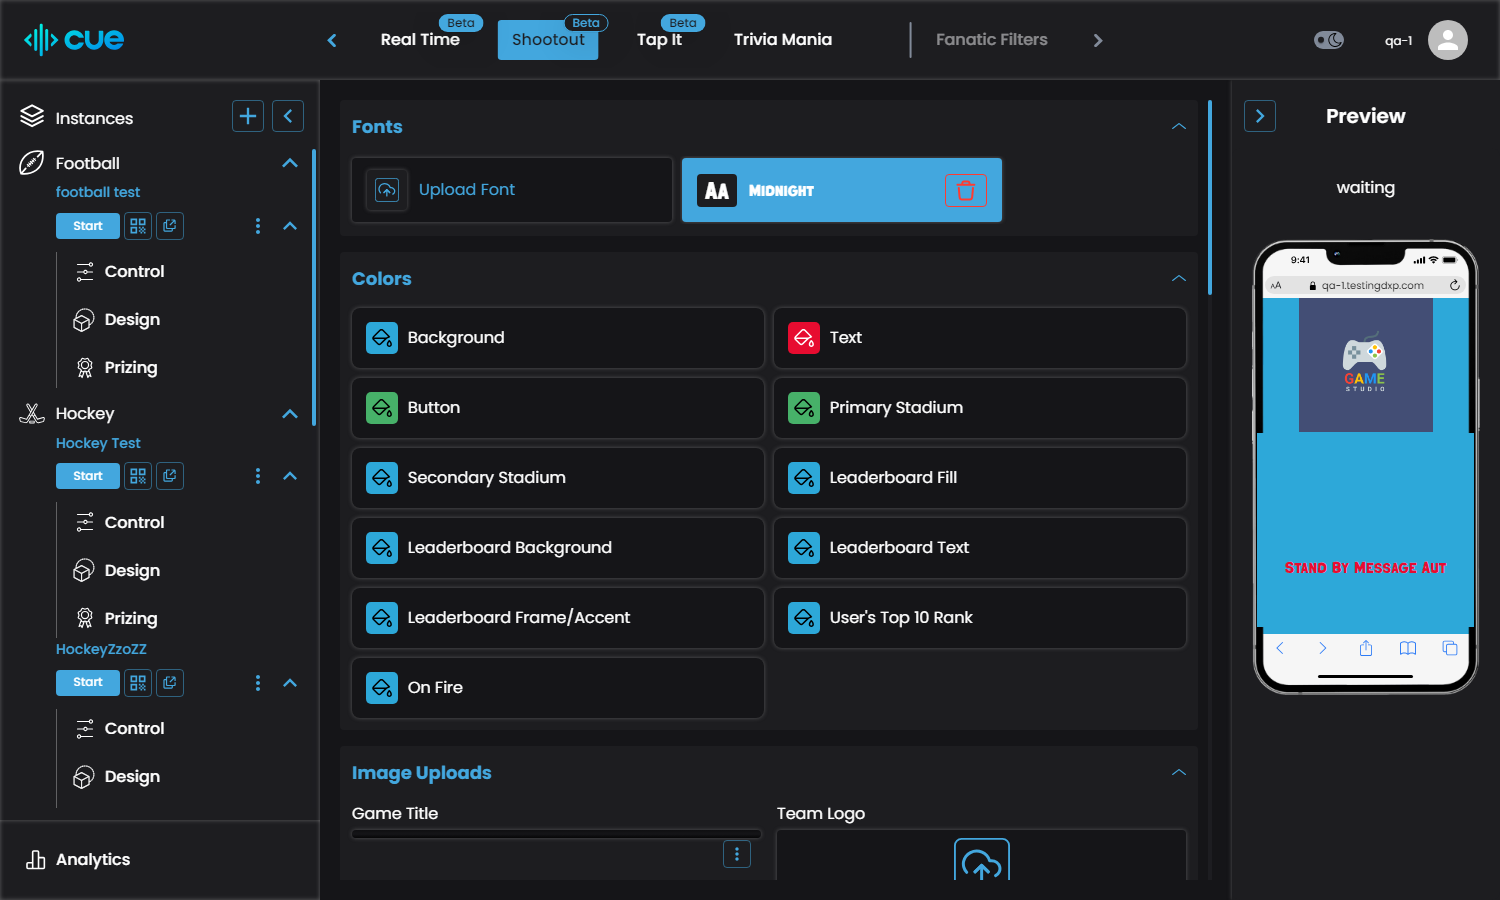 cue
Real Time
Beta
Shootout
Beta
Tap It
Beta
Trivia Mania
Fanatic Filters
qa-1
Instances
Football
football test
Start
Control
Design
Prizing
Hockey
Hockey Test
Start
Control
Design
Prizing
HockeyZzoZZ
Start
Control
Design
Analytics
Fonts
Upload Font
AA
Midnight
Colors
Background
Text
Button
Primary Stadium
Secondary Stadium
Leaderboard Fill
Leaderboard Background
Leaderboard Text
Leaderboard Frame/Accent
User's Top 10 Rank
On Fire
Image Uploads
Game Title
Team Logo
Preview
waiting
9:41
AA
qa-1.testingdxp.com
GAME
STUDIO
Stand By Message Aut